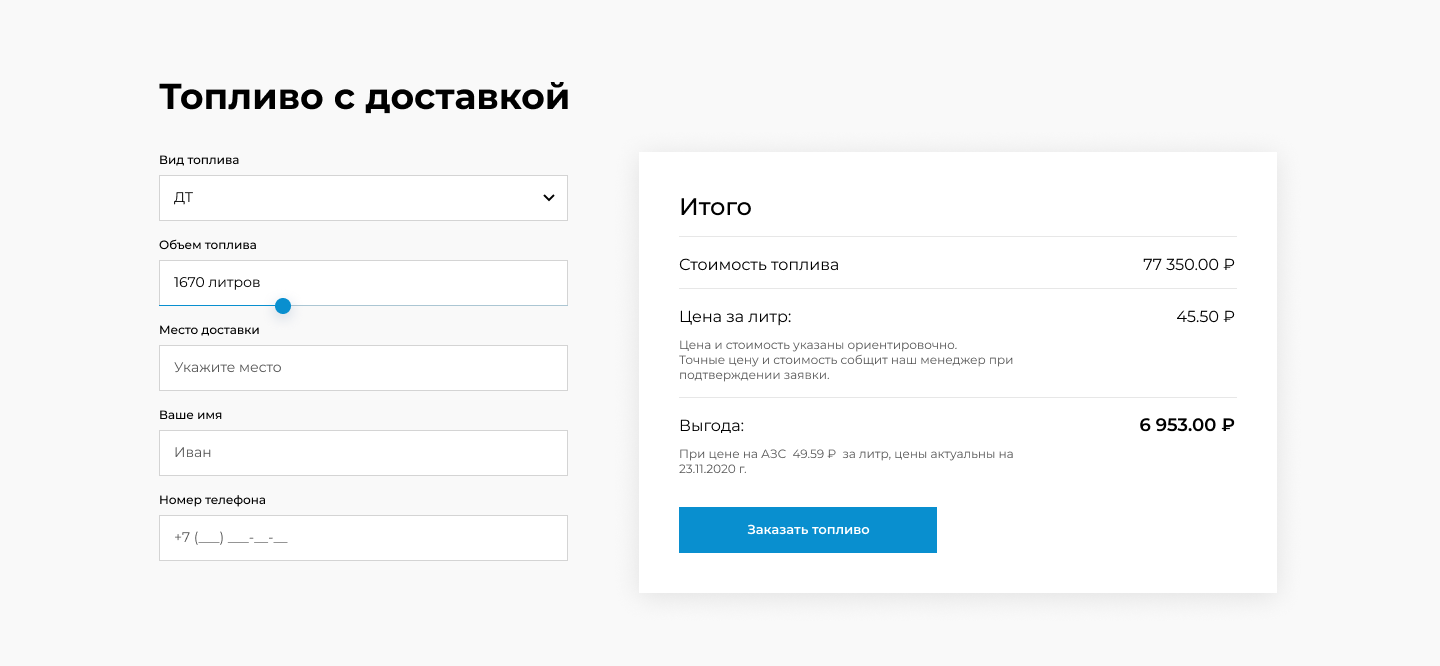 Топливо с доставкой
Вид топлива
ДТ
Объем топлива
1670 литров
Место доставки
Укажите место
Ваше имя
Иван
Номер телефона
+7 (___) ___-__-__
Итого
Стоимость топлива 77 350.00 ₽
Цена за литр: 45.50 ₽
Цена и стоимость указаны ориентировочно.
Точные цену и стоимость собщит наш менеджер при
подтверждении заявки.
Выгода: 6 953.00 ₽
При цене на АЗС 49.59 ₽ за литр, цены актуальны на
23.11.2020 г.
Заказать топливо